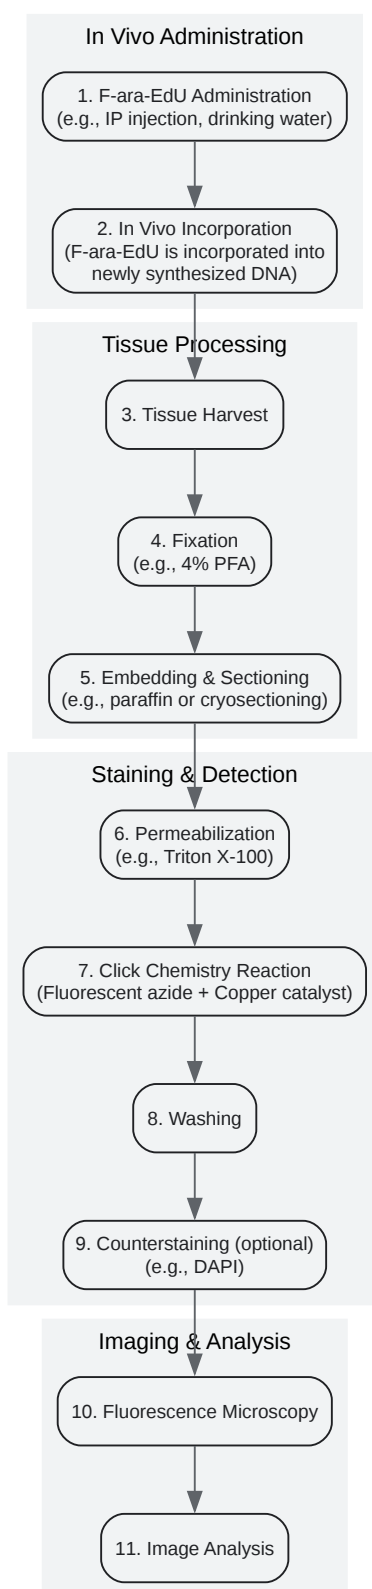 In Vivo Administration
1. F-ara-EdU Administration
(e.g., IP injection, drinking water)
2. In Vivo Incorporation
(F-ara-EdU is incorporated into
newly synthesized DNA)
Tissue Processing
3. Tissue Harvest
4. Fixation
(e.g., 4% PFA)
5. Embedding & Sectioning
(e.g., paraffin or cryosectioning)
Staining & Detection
6. Permeabilization
(e.g., Triton X-100)
7. Click Chemistry Reaction
(Fluorescent azide + Copper catalyst)
8. Washing
9. Counterstaining (optional)
(e.g., DAPI)
Imaging & Analysis
10. Fluorescence Microscopy
11. Image Analysis